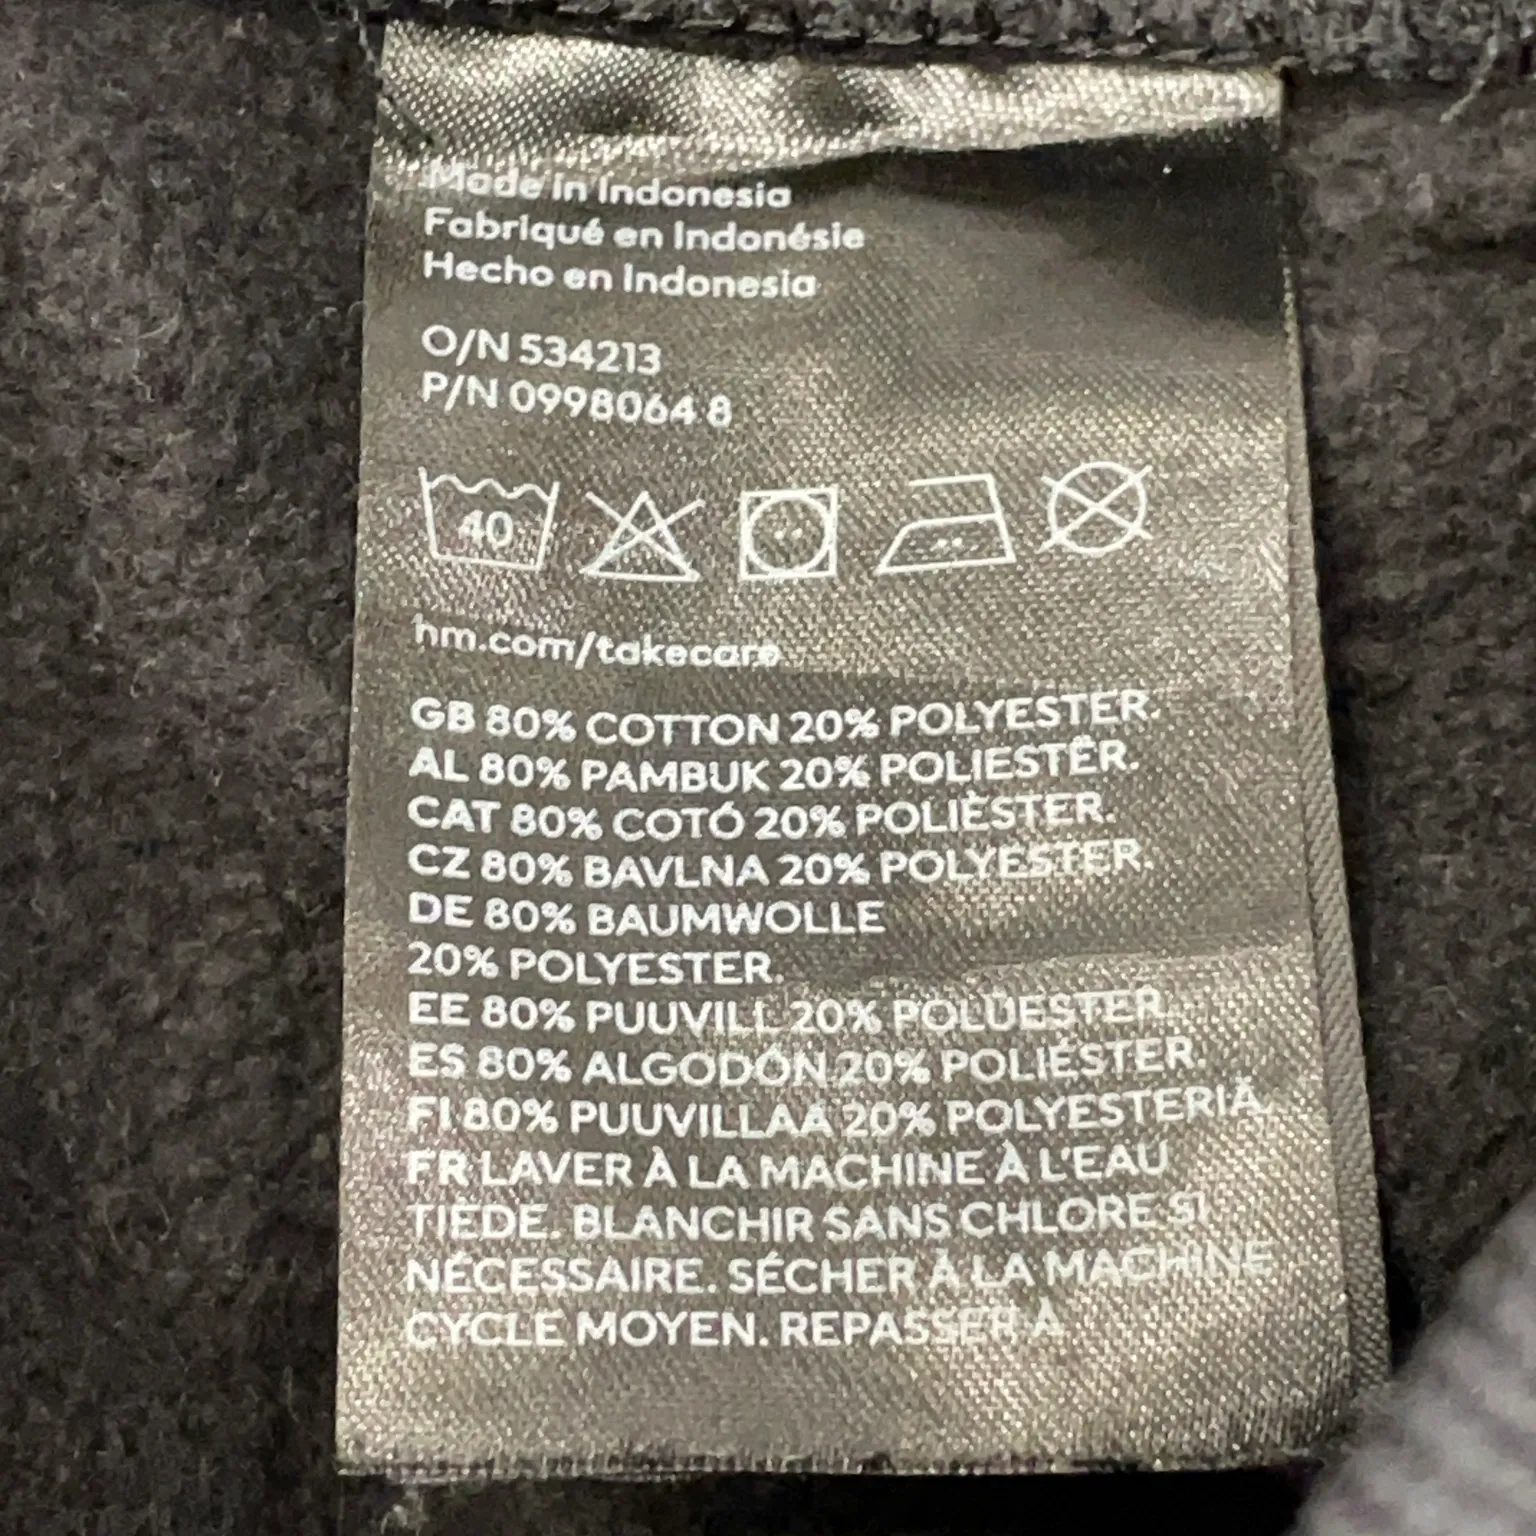 Made in Indonesia
Fabriqué en Indonésie
Hecho en Indonesia
O/N 534213
P/N 0998064 8
40
hm.com/takecare
GB 80% COTTON 20% POLYESTER.
AL 80% PAMBUK 20% POLIESTËR.
CAT 80% COTÓ 20% POLIÈSTER.
CZ 80% BAVLNA 20% POLYESTER.
DE 80% BAUMWOLLE
20% POLYESTER.
EE 80% PUUVILL 20% POLÜESTER.
ES 80% ALGODÓN 20% POLIÉSTER.
FI 80% PUUVILLAA 20% POLYESTERIÄ.
FR LAVER À LA MACHINE À L'EAU
TIEDE. BLANCHIR SANS CHLORE SI
NÉCESSAIRE. SÉCHER À LA MACHINE
CYCLE MOYEN. REPASSER À